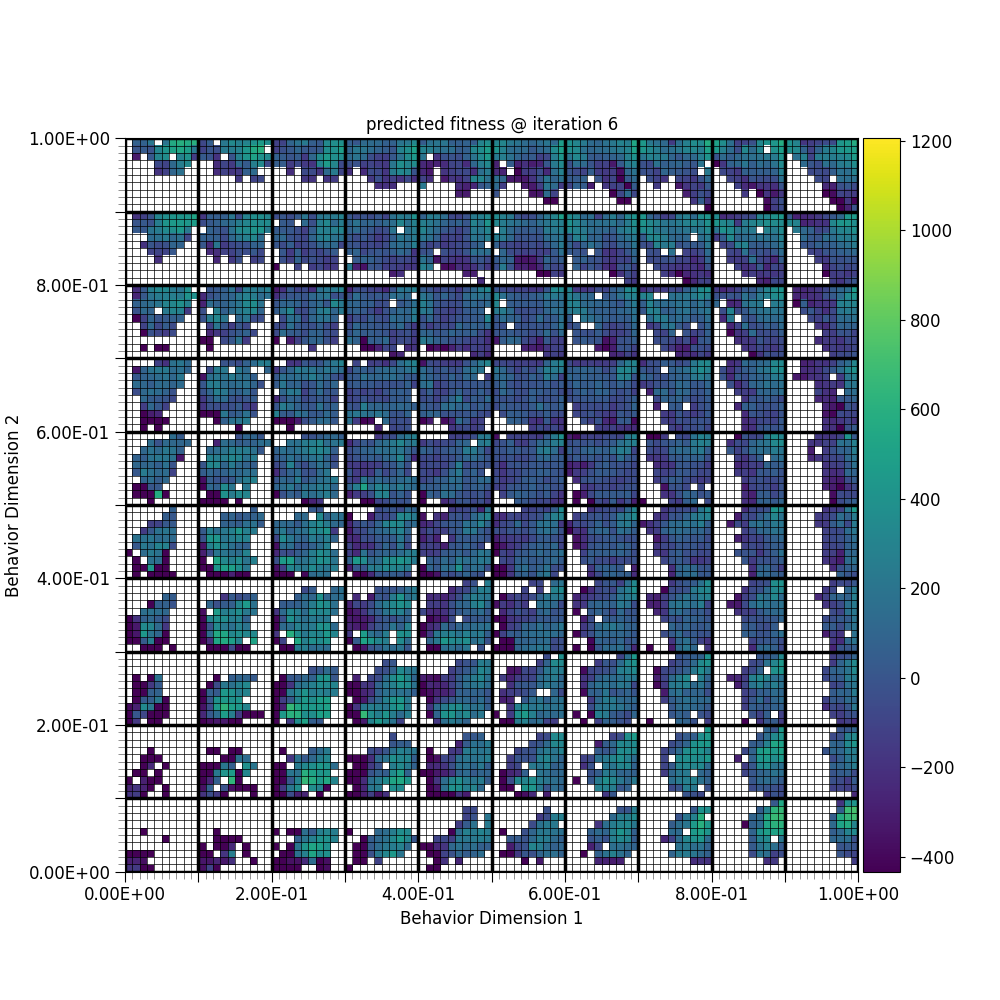 predicted fitness @ iteration 6
1.00E+00
8.00E-01
6.00E-01
4.00E-01
2.00E-01
0.00E+00
Behavior Dimension 2
0.00E+00 2.00E-01 4.00E-01 6.00E-01 8.00E-01 1.00E+00
Behavior Dimension 1
1200
1000
800
600
400
200
0
−200
−400